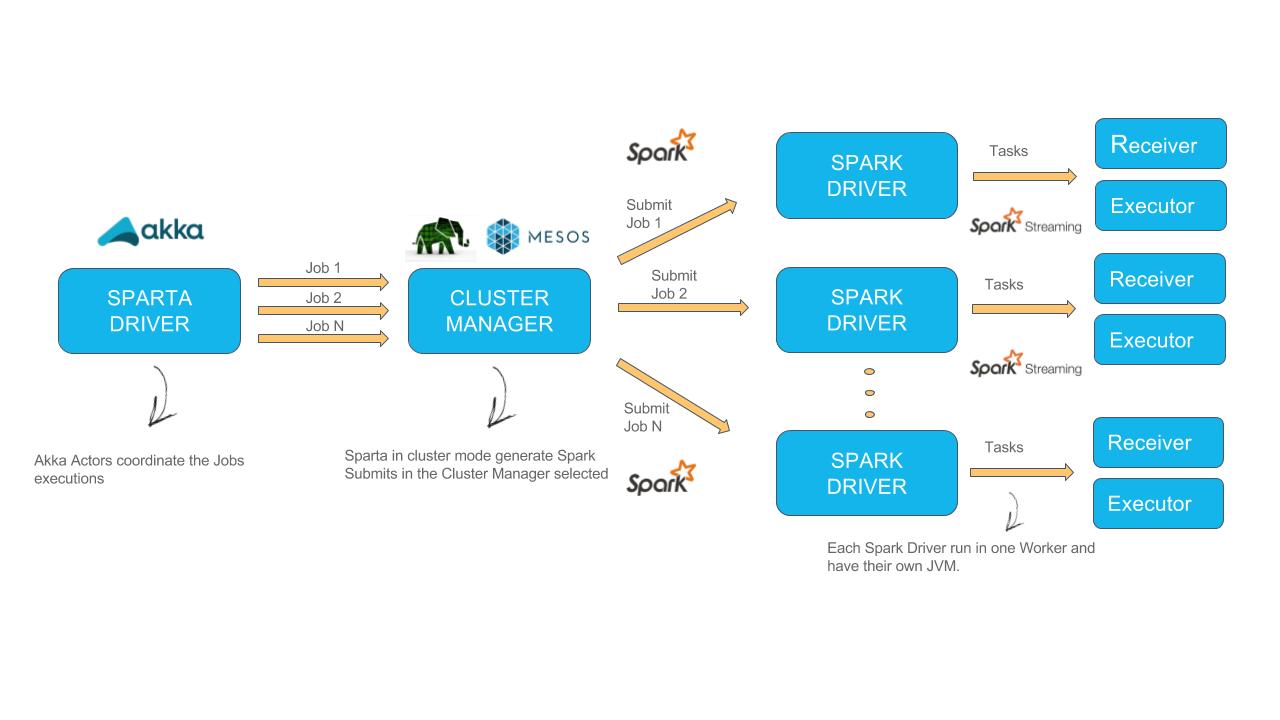 akka
SPARTA
DRIVER
Akka Actors coordinate the Jobs
executions
Job 1
Job 2
Job N
MESOS
CLUSTER
MANAGER
Sparta in cluster mode generate Spark
Submits in the Cluster Manager selected
Spark
Submit
Job 1
Submit
Job 2
Submit
Job N
Spark
SPARK
DRIVER
Tasks
Spark Streaming
Receiver
Executor
SPARK
DRIVER
Tasks
Spark Streaming
Receiver
Executor
SPARK
DRIVER
Tasks
Receiver
Executor
Each Spark Driver run in one Worker and
have their own JVM.